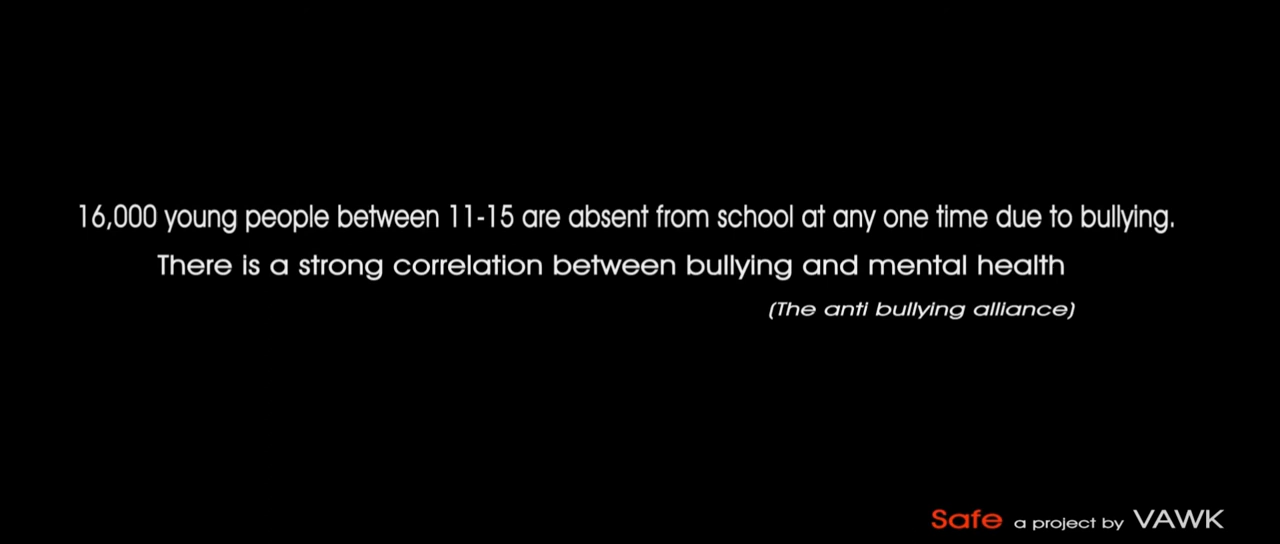 16,000 young people between 11-15 are absent from school at any one time due to bullying.
There is a strong correlation between bullying and mental health
(The anti bullying alliance)
Safe a project by VAWK